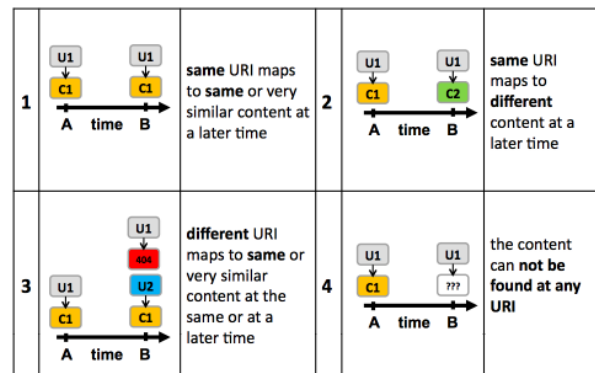 1
U1 U1
C1 C1
A time B
same URI maps
to same or very
similar content at
a later time
2
U1 U1
C1 C2
A time B
same URI
maps to
different
content at a
later time
3
U1
404
U1 U2
C1 C1
A time B
different URI
maps to same or
very similar
content at the
same or at a
later time
4
U1 U1
C1 ???
A time B
the content
can not be
found at any
URI